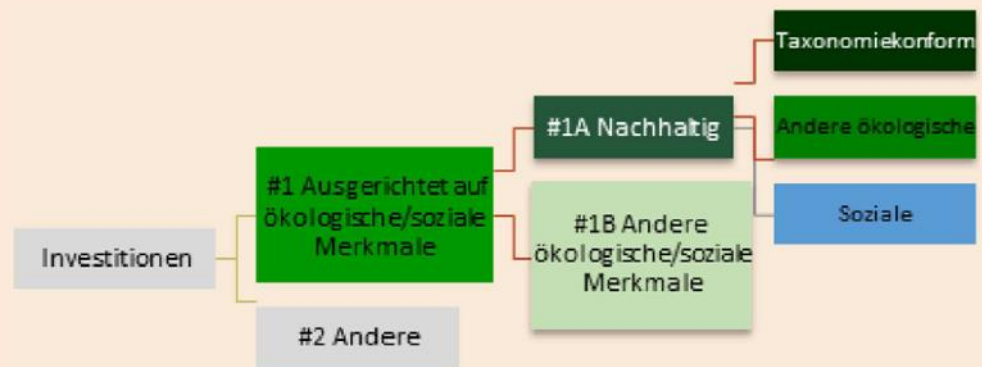 Investitionen
#1 Ausgerichtet auf
ökologische/soziale
Merkmale
#2 Andere
#1A Nachhaltig
#1B Andere
ökologische/soziale
Merkmale
Taxonomiekonform
Andere ökologische
Soziale